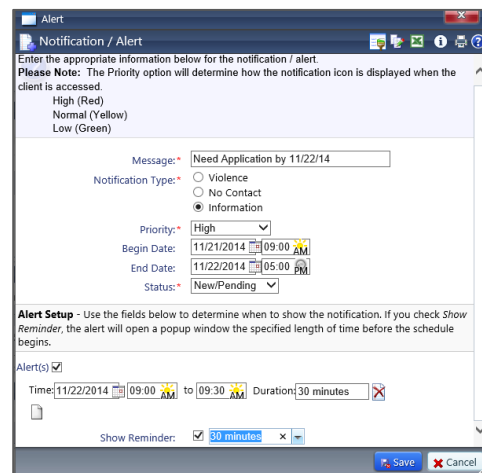 Alert
Notification / Alert
Enter the appropriate information below for the notification / alert.
Please Note: The Priority option will determine how the notification icon is displayed when the
client is accessed.
High (Red)
Normal (Yellow)
Low (Green)
Message:* Need Application by 11/22/14
Notification Type:* Violence
No Contact
Information
Priority:* High
Begin Date: 11/21/2014 09:00 AM
End Date: 11/22/2014 05:00 PM
Status:* New/Pending
Alert Setup - Use the fields below to determine when to show the notification. If you check Show
Reminder, the alert will open a popup window the specified length of time before the schedule
begins.
Alert(s)
Time: 11/22/2014 09:00 AM to 09:30 AM Duration: 30 minutes
Show Reminder: 30 minutes
Save Cancel